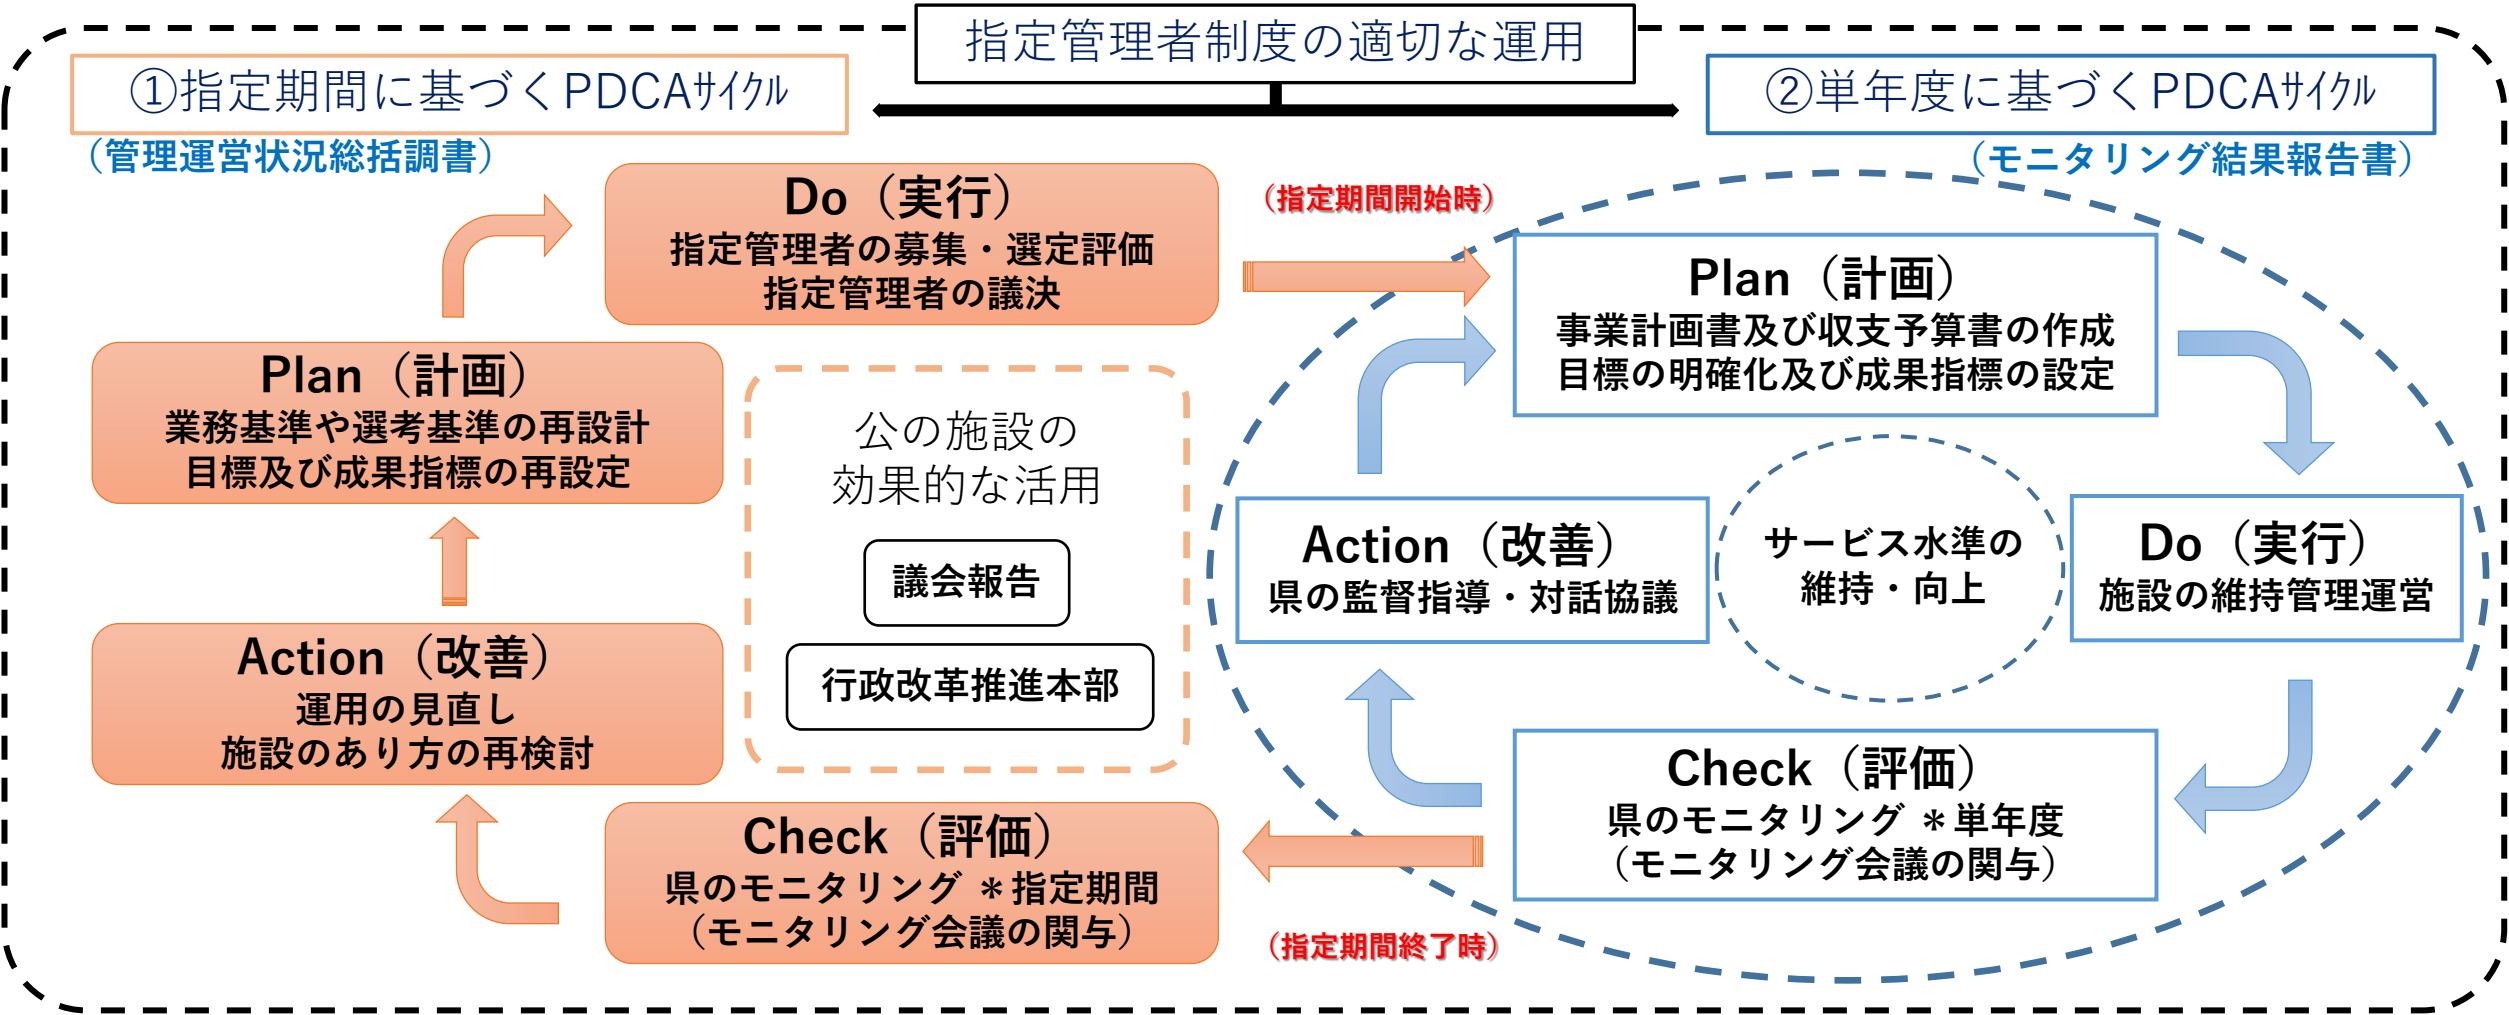 指定管理者制度の適切な運用
①指定期間に基づくPDCAｻｲｸﾙ
（管理運営状況総括調書）
②単年度に基づくPDCAｻｲｸﾙ
（モニタリング結果報告書）
Do（実行）
指定管理者の募集・選定評価
指定管理者の議決
（指定期間開始時）
Plan（計画）
業務基準や選考基準の再設計
目標及び成果指標の再設定
Action（改善）
運用の見直し
施設のあり方の再検討
Check（評価）
県のモニタリング ＊指定期間
（モニタリング会議の関与）
公の施設の
効果的な活用
議会報告
行政改革推進本部
Plan（計画）
事業計画書及び収支予算書の作成
目標の明確化及び成果指標の設定
Action（改善）
県の監督指導・対話協議
サービス水準の
維持・向上
Do（実行）
施設の維持管理運営
Check（評価）
県のモニタリング ＊単年度
（モニタリング会議の関与）
（指定期間終了時）